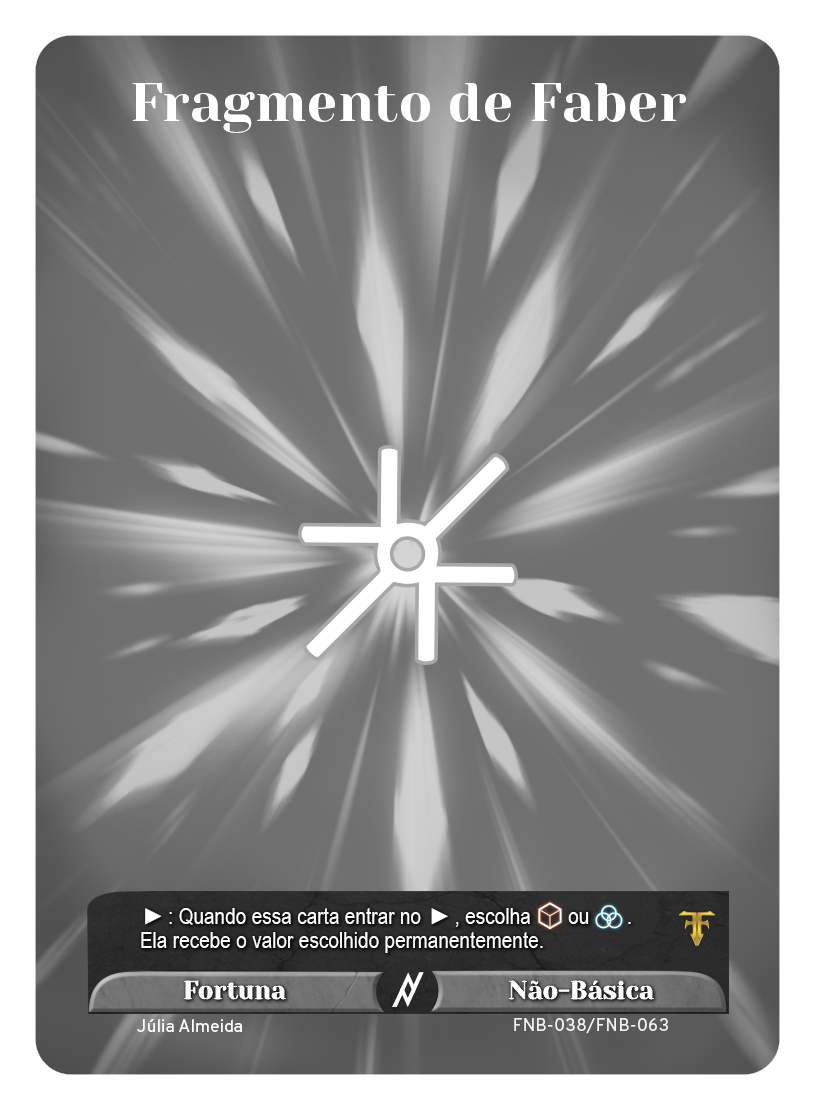 Fragmento de Faber
► : Quando essa carta entrar no ► , escolha ou .
Ela recebe o valor escolhido permanentemente.
Fortuna Não-Básica
Júlia Almeida FNB-038/FNB-063